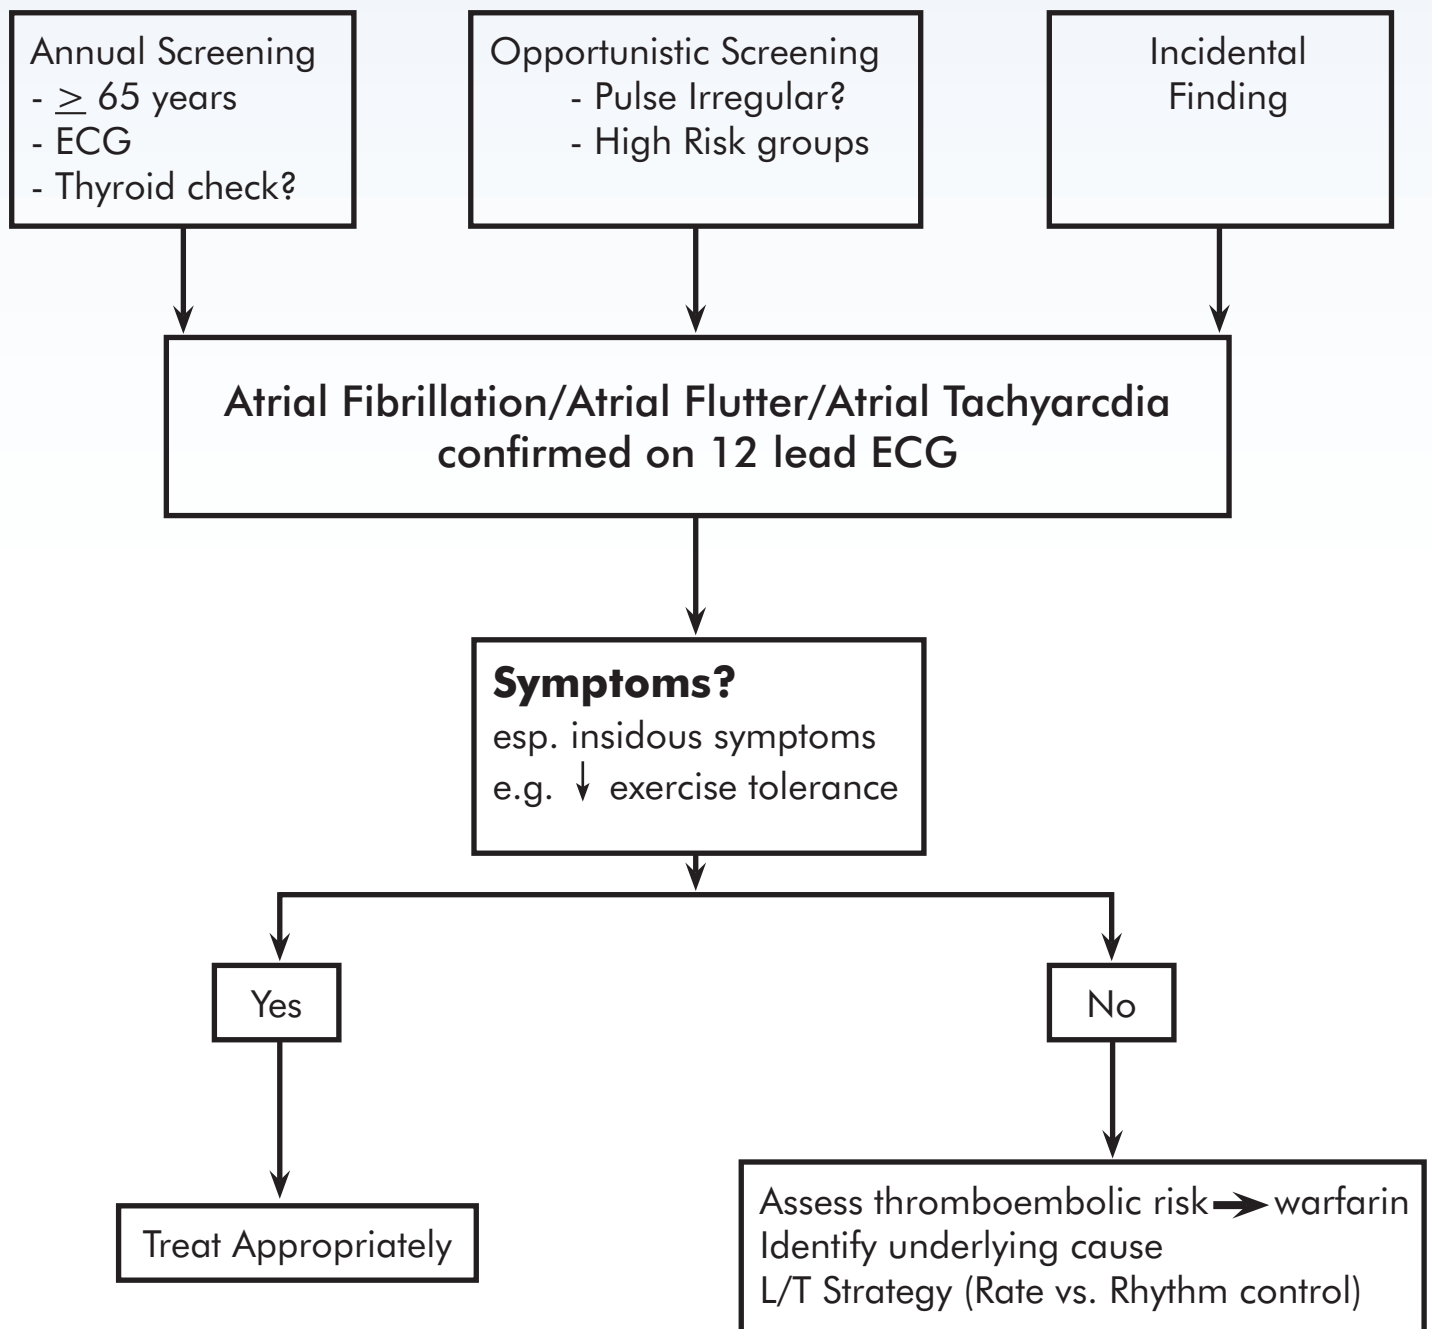 Annual Screening
- ≥ 65 years
- ECG
- Thyroid check?
Opportunistic Screening
- Pulse Irregular?
- High Risk groups
Incidental
Finding
Atrial Fibrillation/Atrial Flutter/Atrial Tachyarcdia
confirmed on 12 lead ECG
Symptoms?
esp. insidous symptoms
e.g. ↓ exercise tolerance
Yes
No
Treat Appropriately
Assess thromboembolic risk → warfarin
Identify underlying cause
L/T Strategy (Rate vs. Rhythm control)